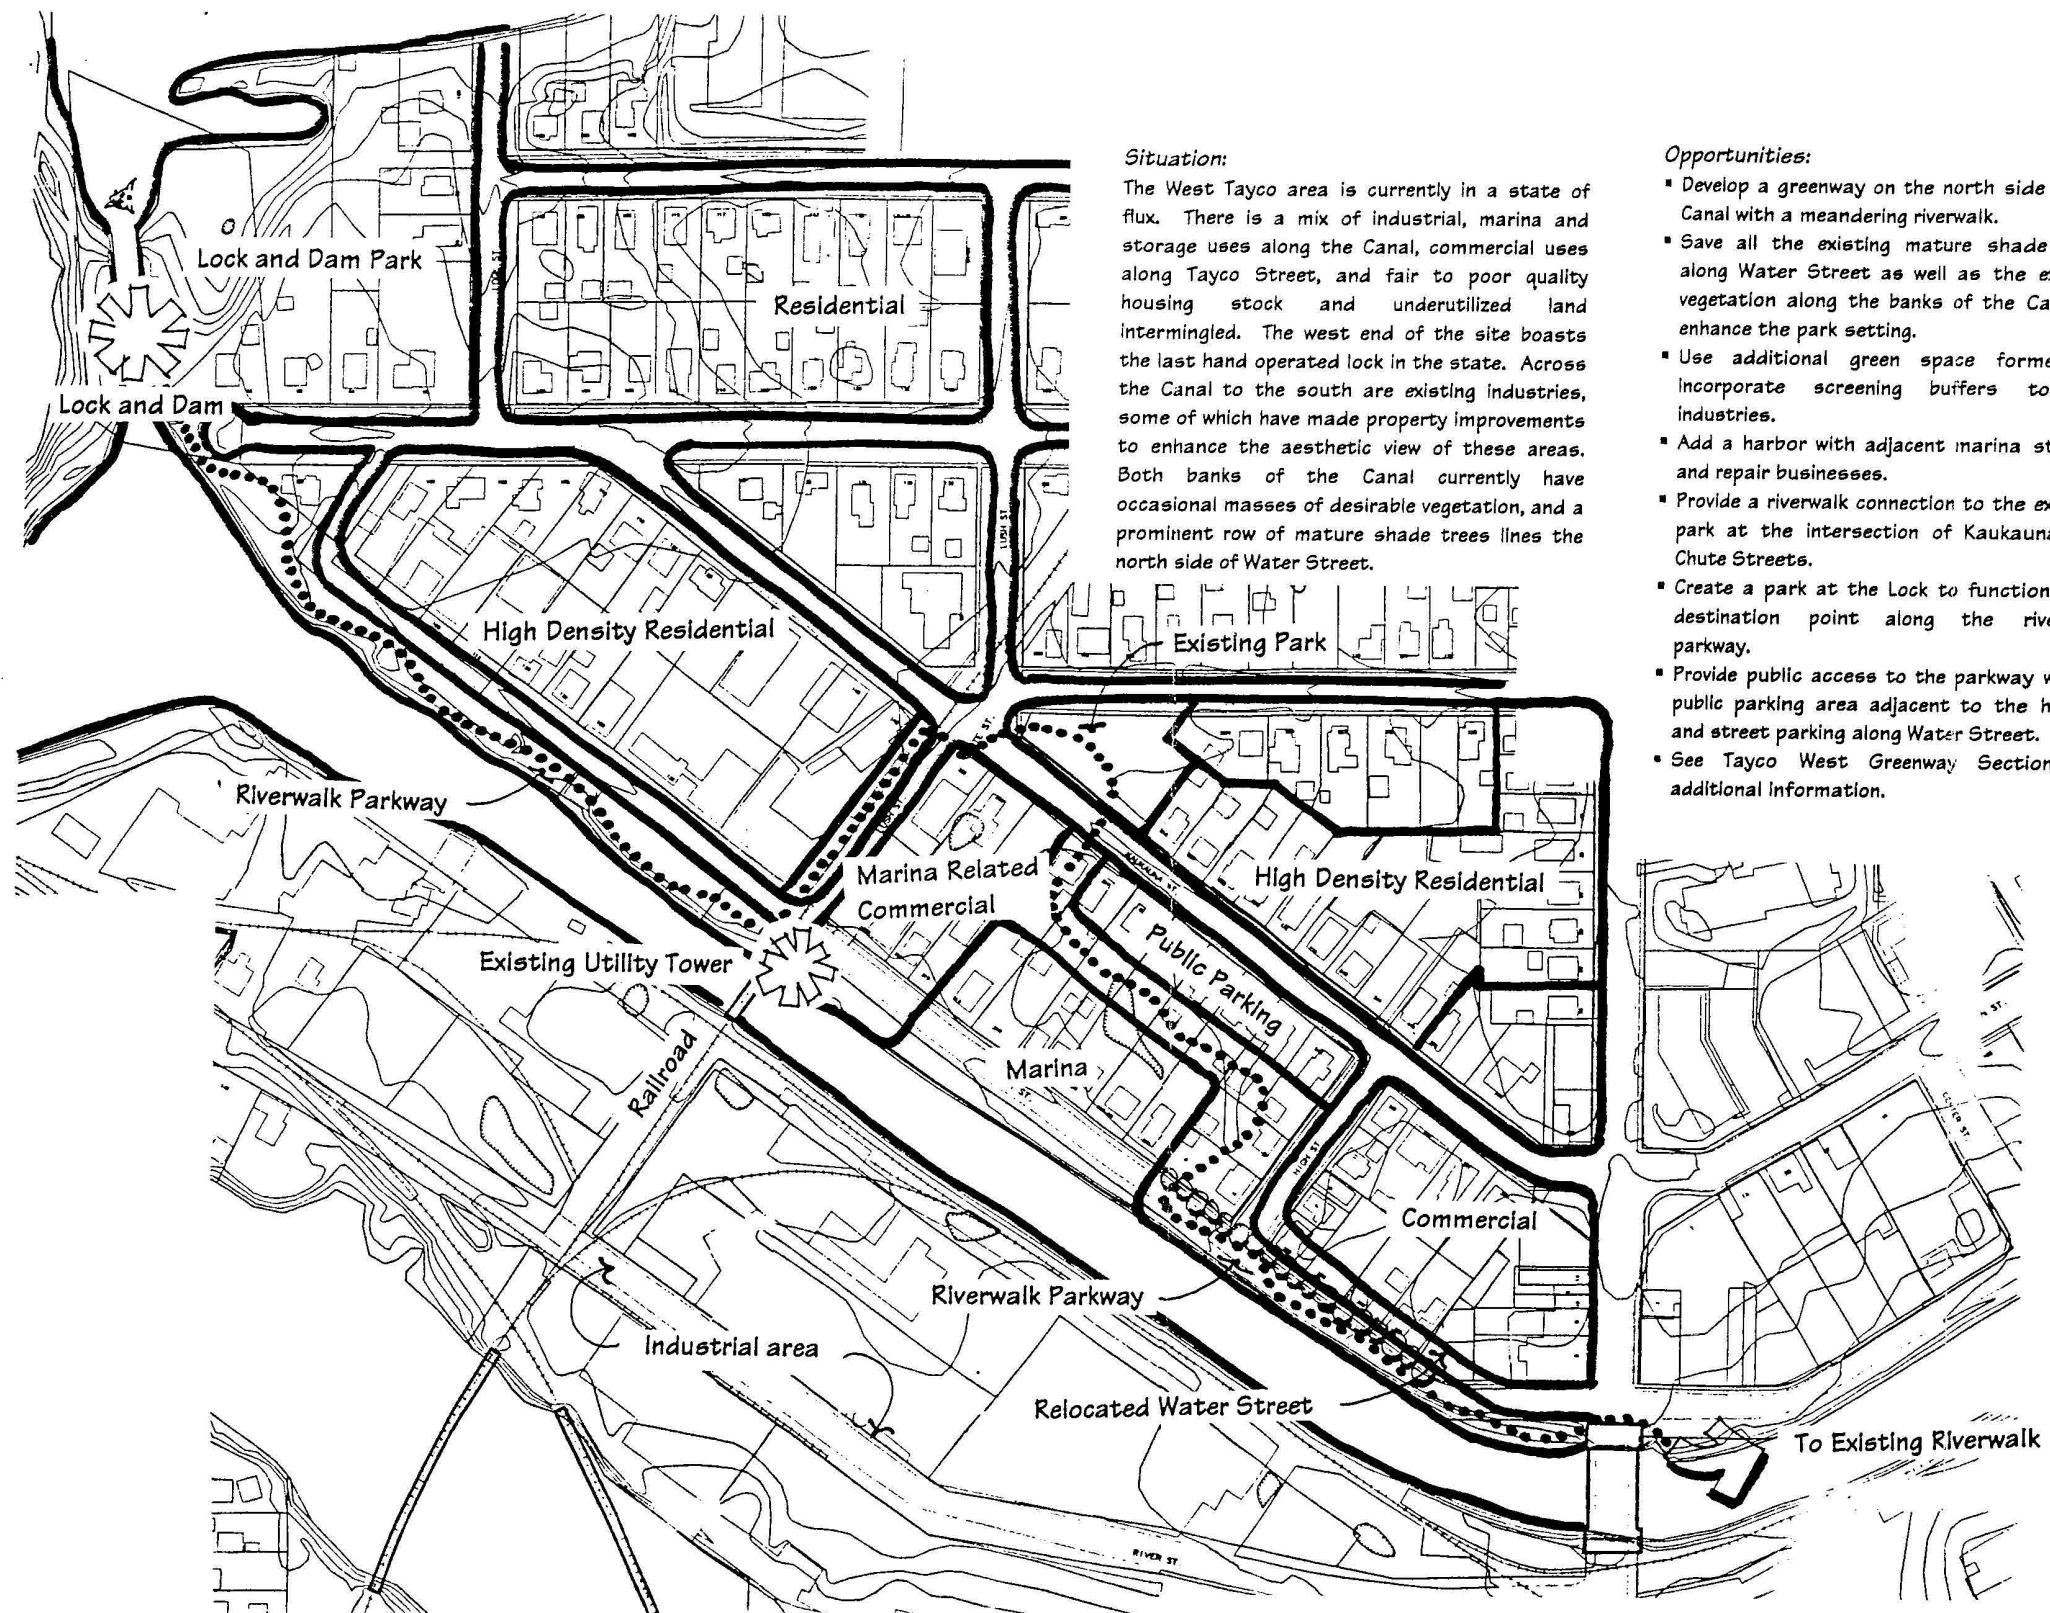 Situation:
The West Tayco area is currently in a state of
flux. There is a mix of industrial, marina and
storage uses along the Canal, commercial uses
along Tayco Street, and fair to poor quality
housing stock and underutilized land
intermingled. The west end of the site boasts
the last hand operated lock in the state. Across
the Canal to the south are existing industries,
some of which have made property improvements
to enhance the aesthetic view of these areas.
Both banks of the Canal currently have
occasional masses of desirable vegetation, and a
prominent row of mature shade trees lines the
north side of Water Street.
Opportunities:
▪ Develop a greenway on the north side
Canal with a meandering riverwalk.
▪ Save all the existing mature shade
along Water Street as well as the
vegetation along the banks of the
enhance the park setting.
▪ Use additional green space
incorporate screening buffers to
industries.
▪ Add a harbor with adjacent marina
and repair businesses.
▪ Provide a riverwalk connection to the
park at the intersection of Kaukauna
Chute Streets.
▪ Create a park at the Lock to function
destination point along the
parkway.
▪ Provide public access to the parkway
public parking area adjacent to the
and street parking along Water Street.
▪ See Tayco West Greenway Section
additional information.
Lock and Dam Park
Residential
Lock and Dam
LOCK ST
LUSH ST
High Density Residential
Existing Park
Riverwalk Parkway
Marina Related
Commercial
KAUKAUNA ST
High Density Residential
Public Parking
Existing Utility Tower
Railroad
Marina
ST
HIGH ST
Commercial
Riverwalk Parkway
Industrial area
Relocated Water Street
To Existing Riverwalk
RIVER ST